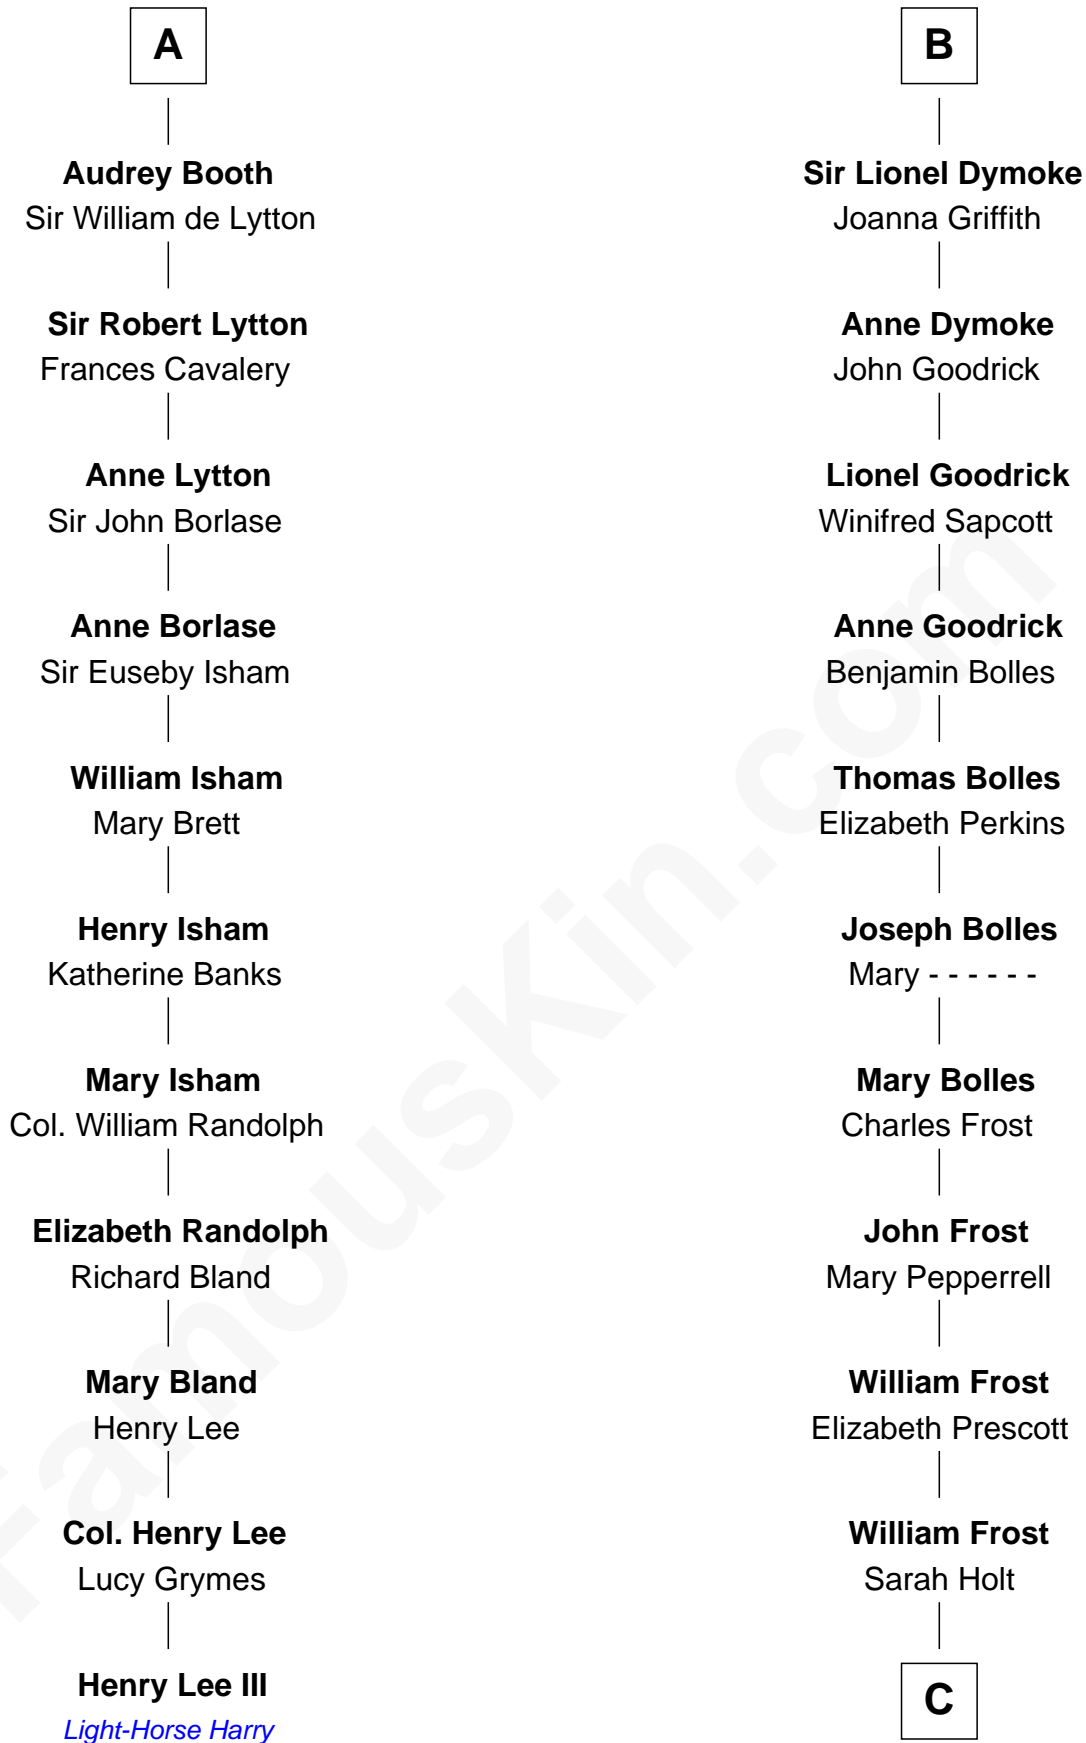 A
Audrey Booth
Sir William de Lytton
Sir Robert Lytton
Frances Cavalery
Anne Lytton
Sir John Borlase
Anne Borlase
Sir Euseby Isham
William Isham
Mary Brett
Henry Isham
Katherine Banks
Mary Isham
Col. William Randolph
Elizabeth Randolph
Richard Bland
Mary Bland
Henry Lee
Col. Henry Lee
Lucy Grymes
Henry Lee III
Light-Horse Harry
B
Sir Lionel Dymoke
Joanna Griffith
Anne Dymoke
John Goodrick
Lionel Goodrick
Winifred Sapcott
Anne Goodrick
Benjamin Bolles
Thomas Bolles
Elizabeth Perkins
Joseph Bolles
Mary - - - - - -
Mary Bolles
Charles Frost
John Frost
Mary Pepperrell
William Frost
Elizabeth Prescott
William Frost
Sarah Holt
C
FamousKin.com